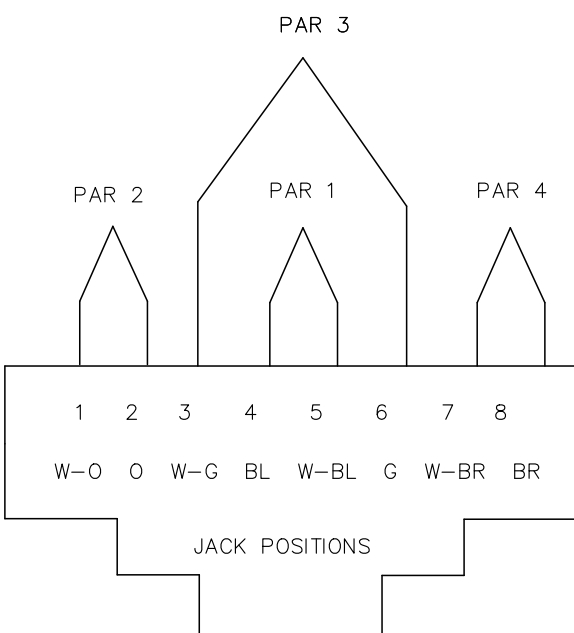 PAR 3
PAR 2 PAR 1 PAR 4
1 2 3 4 5 6 7 8
W-O O W-G BL W-BL G W-BR BR
JACK POSITIONS